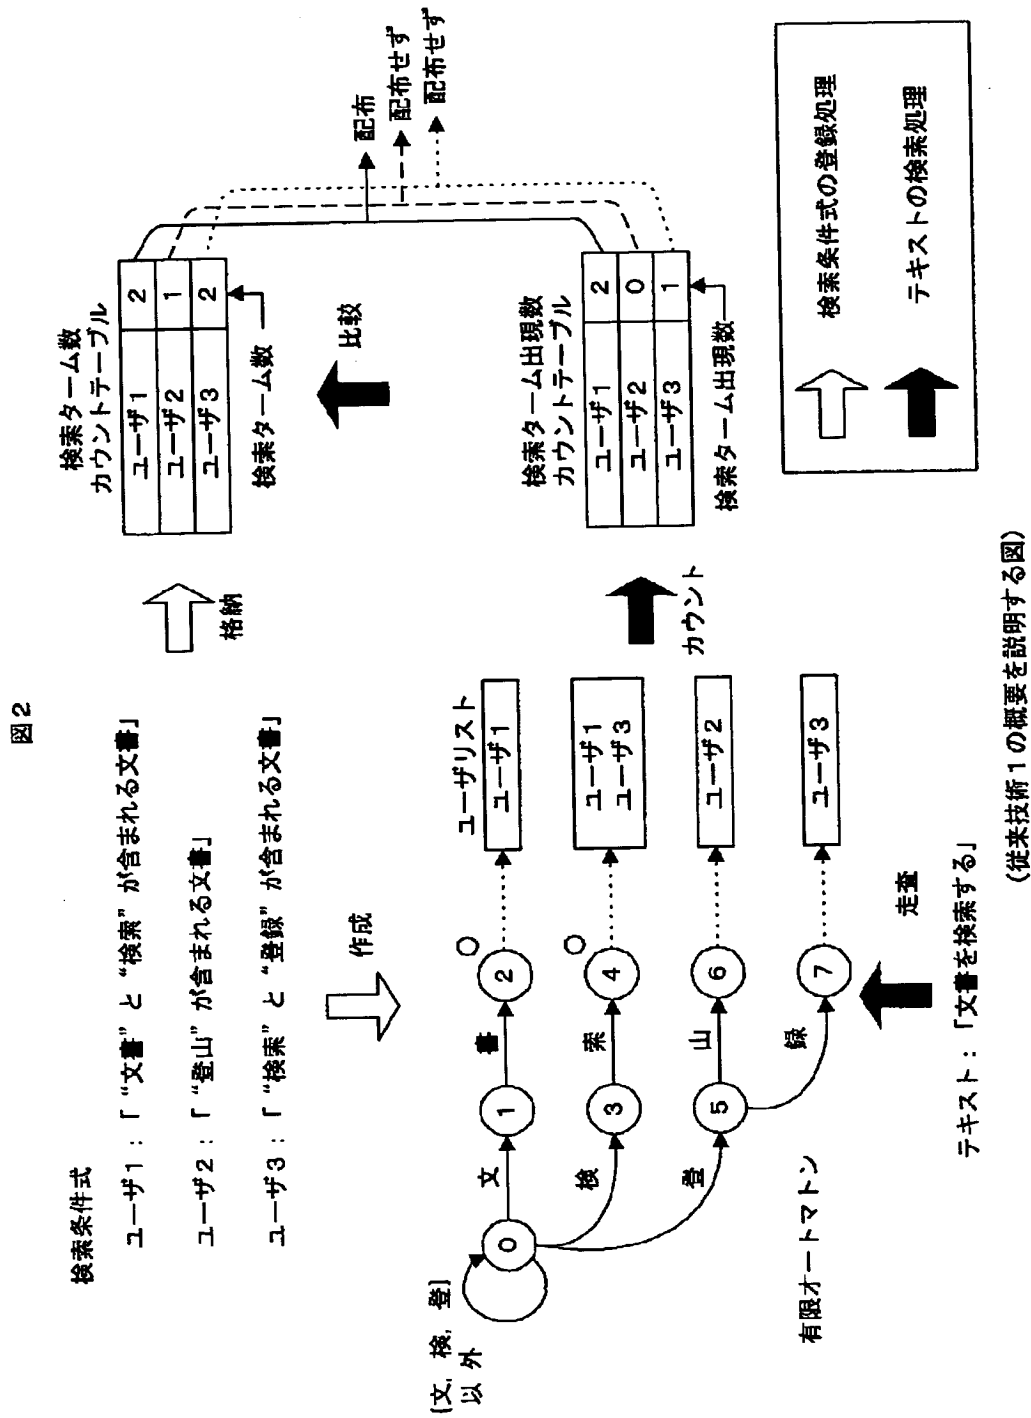 図2
検索条件式
ユーザ1：「“文書”と“検索”が含まれる文書」
ユーザ2：「“登山”が含まれる文書」
ユーザ3：「“検索”と“登録”が含まれる文書」
格納
検索ターム数
カウントテーブル
ユーザ1 2
ユーザ2 1
ユーザ3 2
検索ターム数
作成
比較
配布
配布せず
配布せず
{文, 検, 登}
以外
0
文
1
書
2
検
3
索
4
登
5
山
6
録
7
ユーザリスト
ユーザ1
ユーザ1
ユーザ3
ユーザ2
ユーザ3
有限オートマトン
走査
テキスト：「文書を検索する」
カウント
検索ターム出現数
カウントテーブル
ユーザ1 2
ユーザ2 0
ユーザ3 1
検索ターム出現数
検索条件式の登録処理
テキストの検索処理
(従来技術1の概要を説明する図)